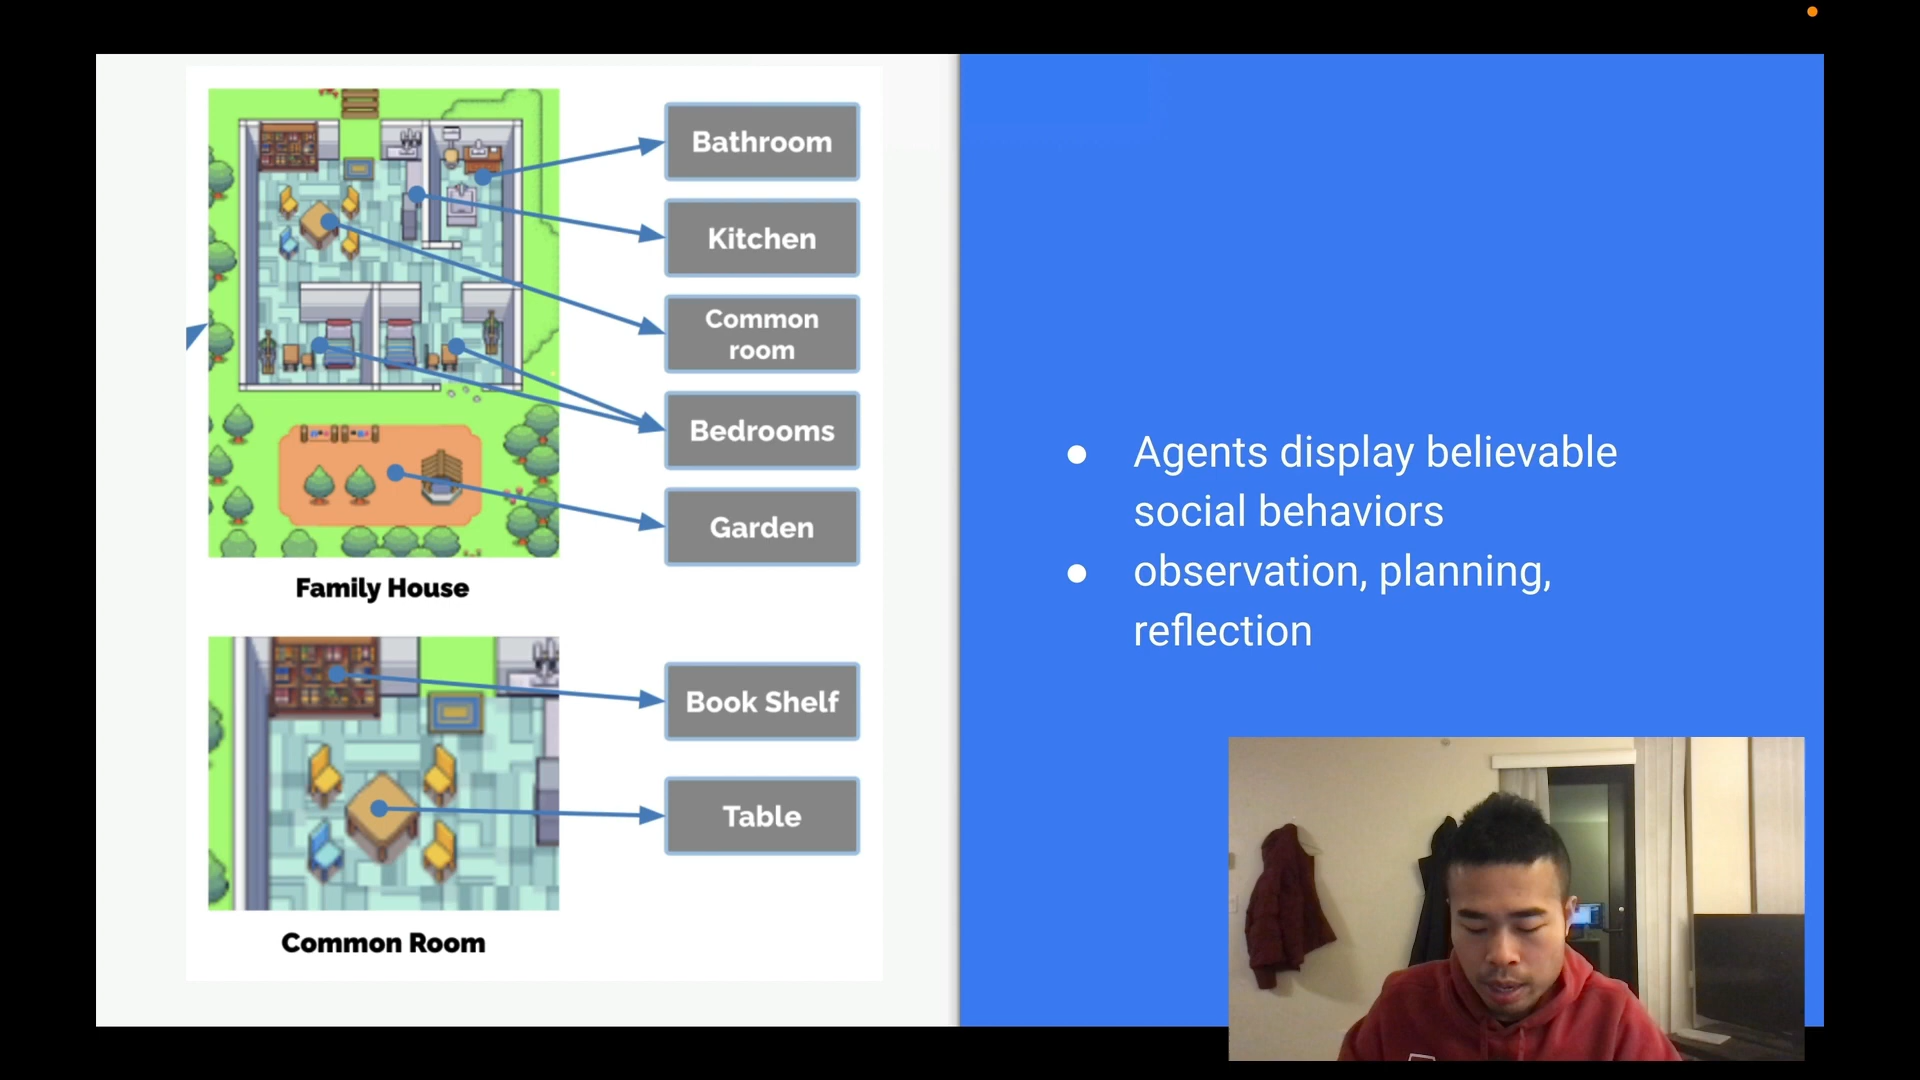 Bathroom
Kitchen
Common
room
Bedrooms
Garden
Family House
Book Shelf
Table
Common Room
● Agents display believable
social behaviors
● observation, planning,
reflection